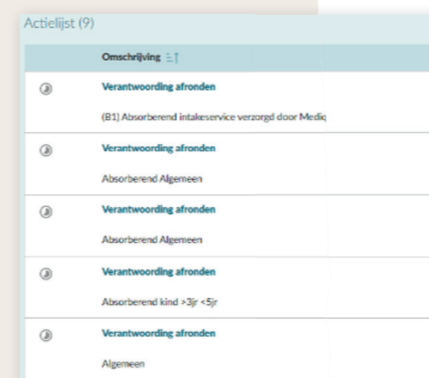 Actielijst (9)
Omschrijving
Verantwoording afronden
(B1) Absorberend intakeservice verzorgd door Mediq
Verantwoording afronden
Absorberend Algemeen
Verantwoording afronden
Absorberend Algemeen
Verantwoording afronden
Absorberend kind >3jr <5jr
Verantwoording afronden
Algemeen